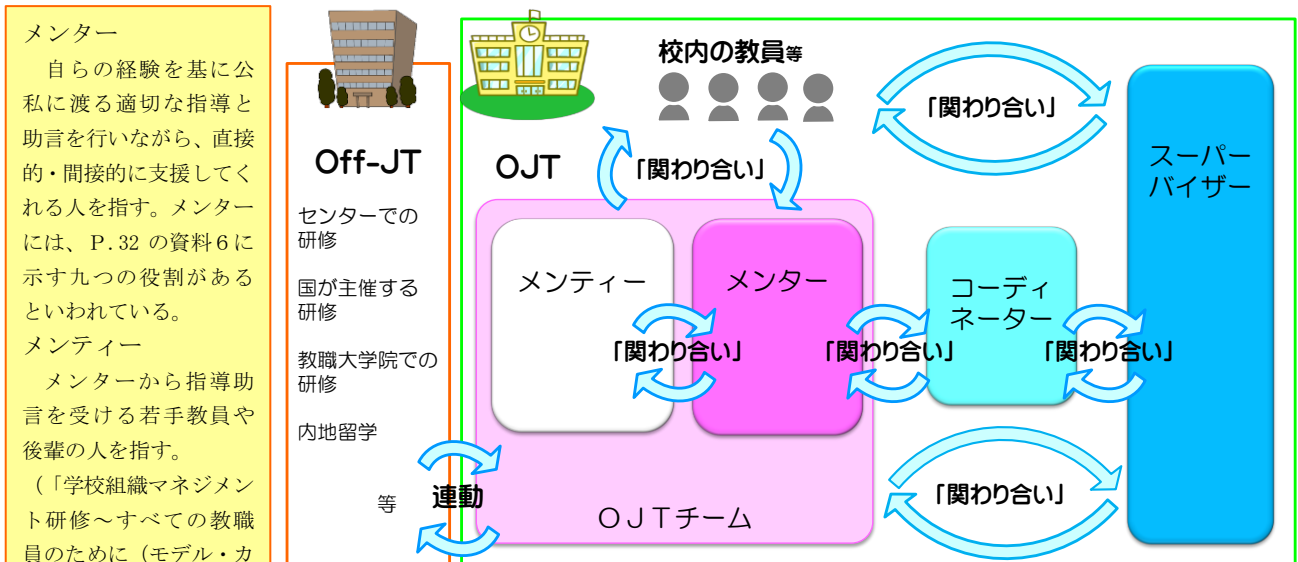 メンター
自らの経験を基に公
私に渡る適切な指導と
助言を行いながら、直接
的・間接的に支援してく
れる人を指す。メンター
には、P.32 の資料6に
示す九つの役割がある
といわれている。
メンティー
メンターから指導助
言を受ける若手教員や
後輩の人を指す。
(「学校組織マネジメン
ト研修～すべての教職
員のために(モデル・カ
Off-JT
センターでの
研修
国が主催する
研修
教職大学院での
研修
内地留学
等
連動
OJT
校内の教員等
「関わり合い」
「関わり合い」
メンティー
メンター
「関わり合い」
「関わり合い」
コーディ
ネーター
「関わり合い」
スーパー
バイザー
OJTチーム
「関わり合い」